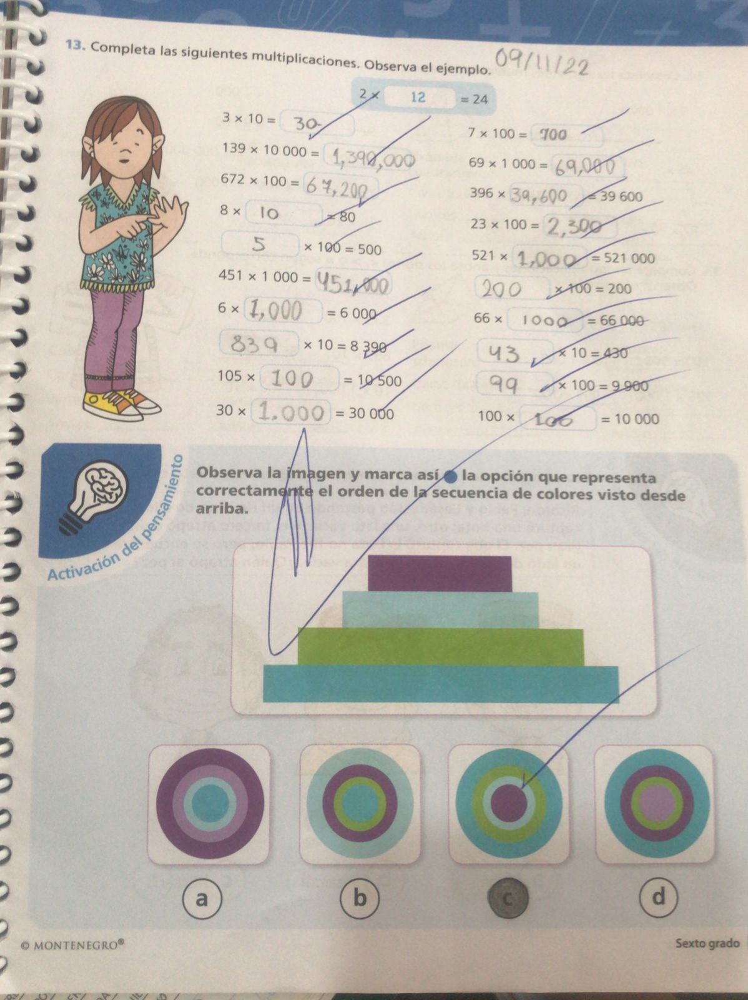 13. Completa las siguientes multiplicaciones. Observa el ejemplo. 09/11/22
2 × 12 = 24
3 × 10 = 30
139 × 10 000 = 1,390,000
672 × 100 = 67,200
8 × 10 = 80
5 × 100 = 500
451 × 1 000 = 451,000
6 × 1,000 = 6 000
839 × 10 = 8 390
105 × 100 = 10 500
30 × 1.000 = 30 000
7 × 100 = 700
69 × 1 000 = 69,000
396 × 39,600 = 39 600
23 × 100 = 2,300
521 × 1,000 = 521 000
200 × 100 = 200
66 × 1000 = 66 000
43 × 10 = 430
99 × 100 = 9 900
100 × 100 = 10 000
Activación del pensamiento
Observa la imagen y marca así la opción que representa
correctamente el orden de la secuencia de colores visto desde
arriba.
a b c d
© MONTENEGRO®
Sexto grado